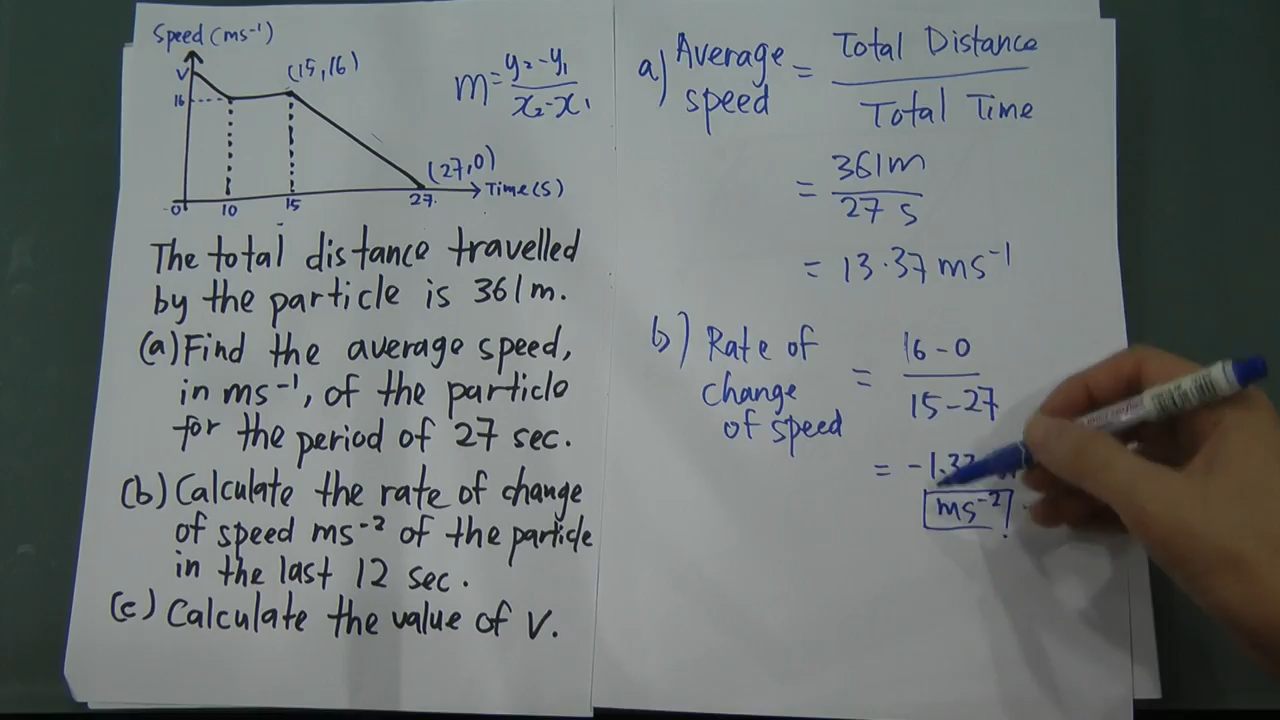 Speed (ms⁻¹)
V
16
(15,16)
(27,0)
Time(s)
0
10
15
27
m = y₂-y₁
x₂-x₁
The total distance travelled
by the particle is 361m.
(a) Find the average speed,
in ms⁻¹, of the particle
for the period of 27 sec.
(b) Calculate the rate of change
of speed ms⁻² of the particle
in the last 12 sec.
(c) Calculate the value of V.
a) Average speed = Total Distance
Total Time
= 361m
27 s
= 13.37 ms⁻¹
b) Rate of change of speed = 16-0
15-27
= -1.33
ms⁻²